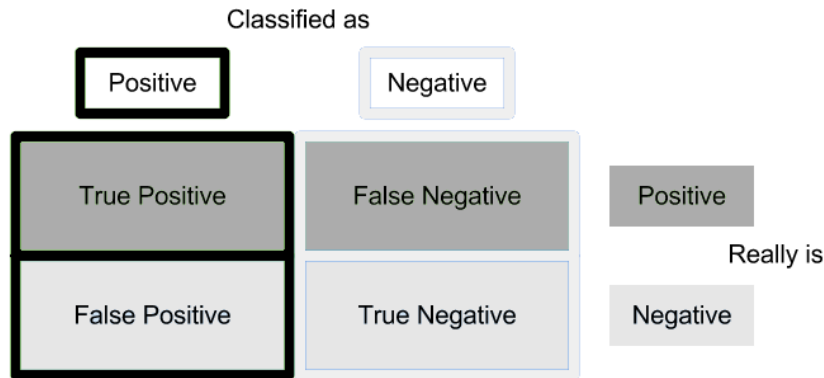 Classified as
Positive Negative
True Positive False Negative Positive
Really is
False Positive True Negative Negative